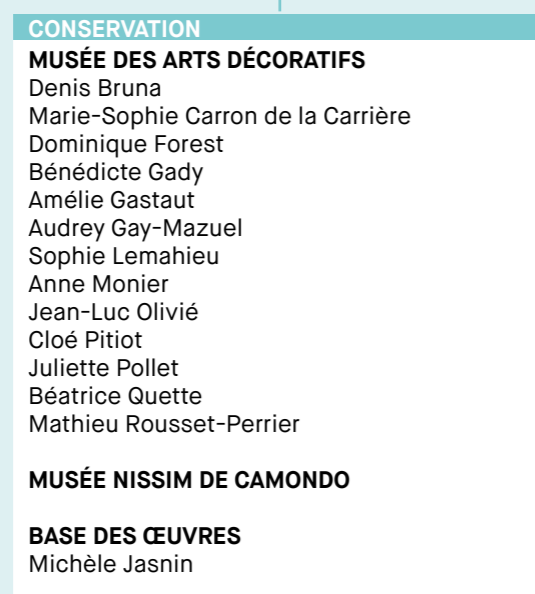 CONSERVATION
MUSÉE DES ARTS DÉCORATIFS
Denis Bruna
Marie-Sophie Carron de la Carrière
Dominique Forest
Bénédicte Gady
Amélie Gastaut
Audrey Gay-Mazuel
Sophie Lemahieu
Anne Monier
Jean-Luc Olivié
Cloé Pitiot
Juliette Pollet
Béatrice Quette
Mathieu Rousset-Perrier
MUSÉE NISSIM DE CAMONDO
BASE DES ŒUVRES
Michèle Jasnin